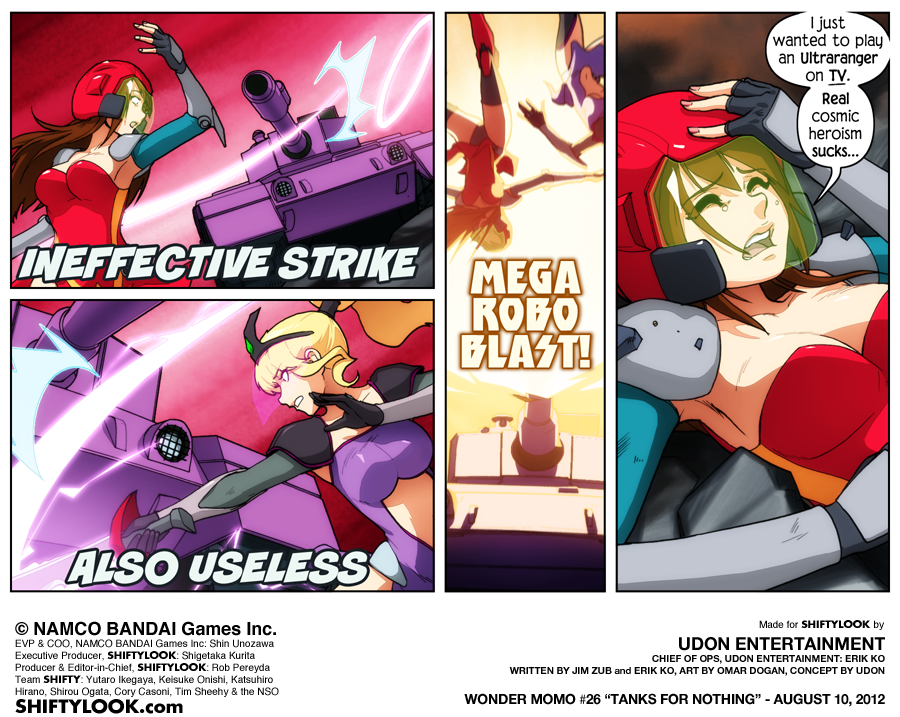 INEFFECTIVE STRIKE
ALSO USELESS
MEGA
ROBO
BLAST!
I just
wanted to play
an Ultraranger
on TV.
Real
cosmic
heroism
sucks...
© NAMCO BANDAI Games Inc.
EVP & COO, NAMCO BANDAI Games Inc: Shin Unozawa
Executive Producer, SHIFTYLOOK: Shigetaka Kurita
Producer & Editor-in-Chief, SHIFTYLOOK: Rob Pereyda
Team SHIFTY: Yutaro Ikegaya, Keisuke Onishi, Katsuhiro
Hirano, Shirou Ogata, Cory Casoni, Tim Sheehy & the NSO
SHIFTYLOOK.com
Made for SHIFTYLOOK by
UDON ENTERTAINMENT
CHIEF OF OPS, UDON ENTERTAINMENT: ERIK KO
WRITTEN BY JIM ZUB and ERIK KO, ART BY OMAR DOGAN, CONCEPT BY UDON
WONDER MOMO #26 “TANKS FOR NOTHING” - AUGUST 10, 2012